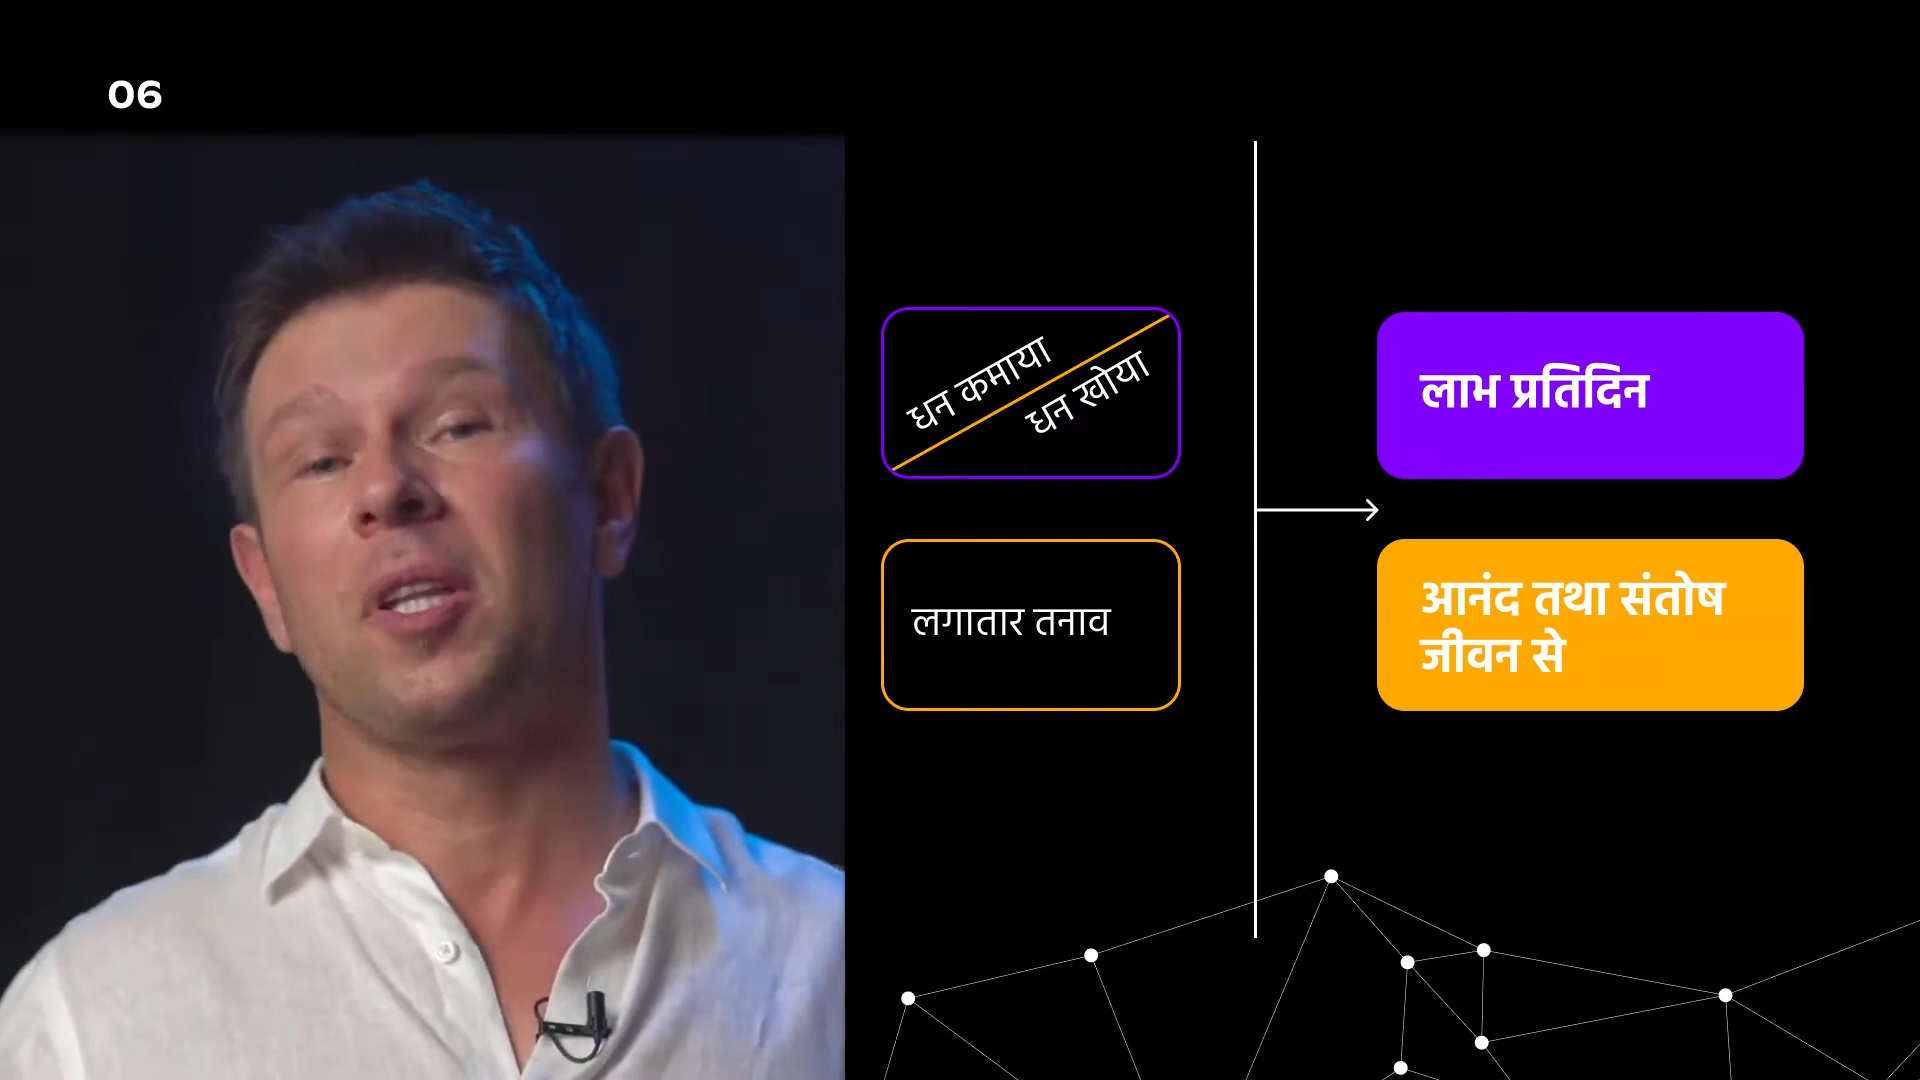 06
धन कमाया
धन खोया
लगातार तनाव
लाभ प्रतिदिन
आनंद तथा संतोष
जीवन से